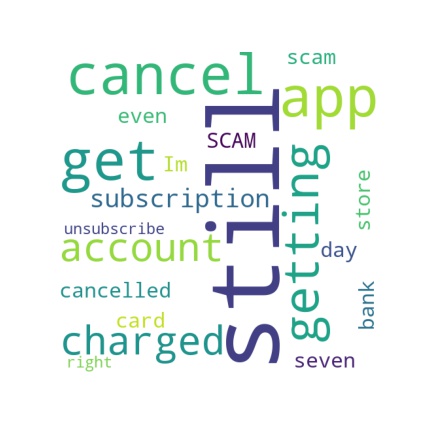 scam
cancel
app
even
SCAM
get
Im
still
getting
subscription
store
unsubscribe
account
day
cancelled
bank
card
charged
seven
right